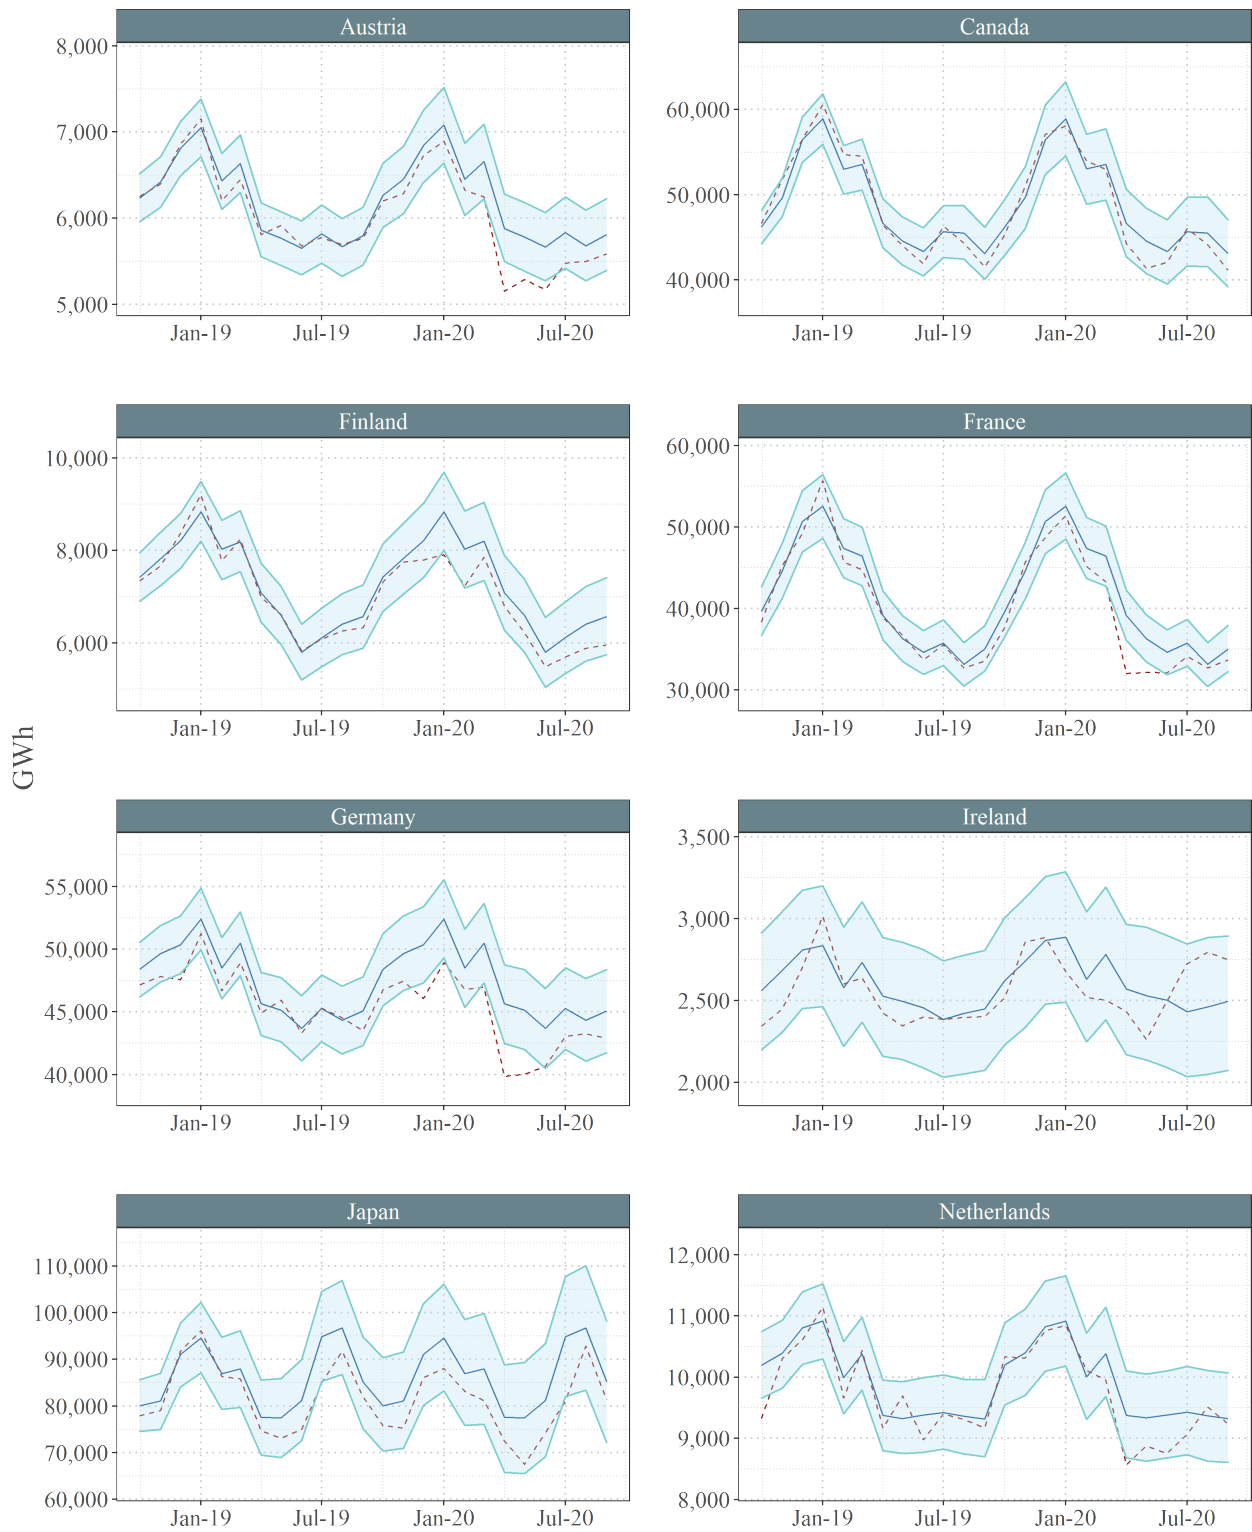 Austria
Canada
8,000
7,000
6,000
5,000
Jan-19 Jul-19 Jan-20 Jul-20
60,000
50,000
40,000
Jan-19 Jul-19 Jan-20 Jul-20
Finland
France
10,000
8,000
6,000
Jan-19 Jul-19 Jan-20 Jul-20
60,000
50,000
40,000
30,000
Jan-19 Jul-19 Jan-20 Jul-20
GWh
Germany
Ireland
55,000
50,000
45,000
40,000
Jan-19 Jul-19 Jan-20 Jul-20
3,500
3,000
2,500
2,000
Jan-19 Jul-19 Jan-20 Jul-20
Japan
Netherlands
110,000
100,000
90,000
80,000
70,000
60,000
Jan-19 Jul-19 Jan-20 Jul-20
12,000
11,000
10,000
9,000
8,000
Jan-19 Jul-19 Jan-20 Jul-20